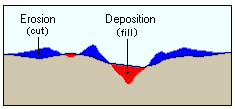 Erosion
(cut)
Deposition
(fill)